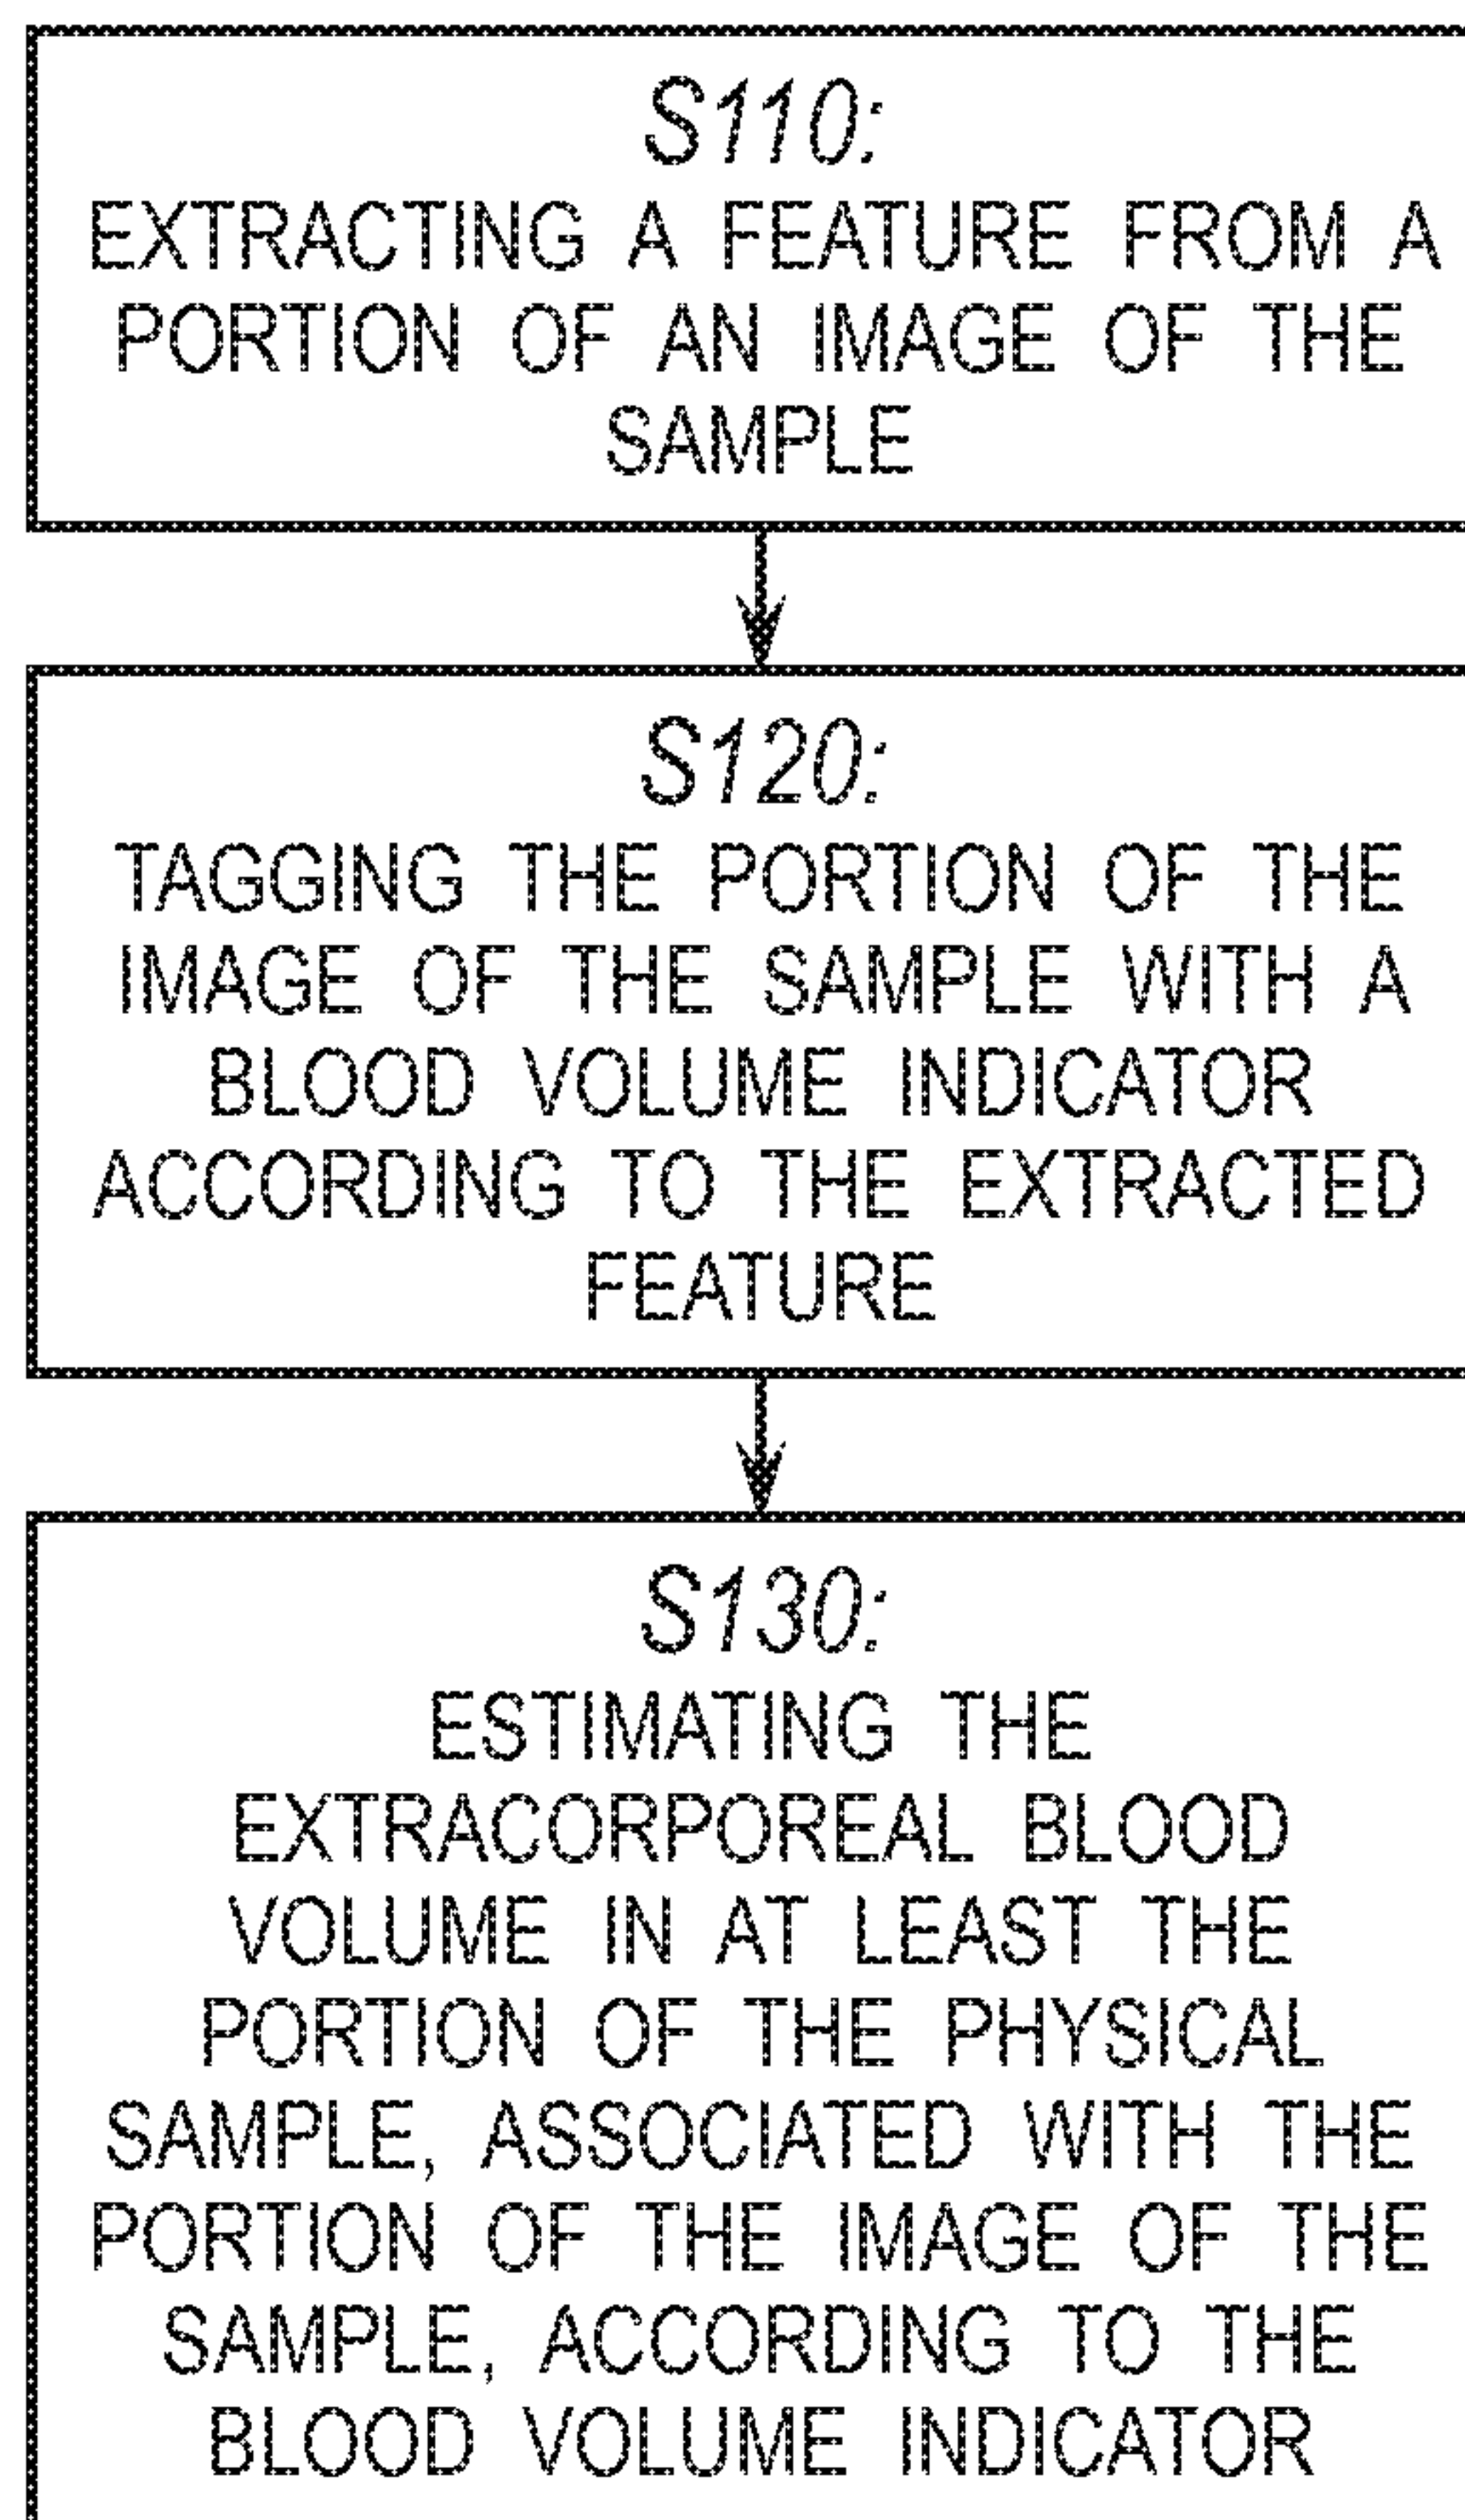 S110:
EXTRACTING A FEATURE FROM A
PORTION OF AN IMAGE OF THE
SAMPLE
S120:
TAGGING THE PORTION OF THE
IMAGE OF THE SAMPLE WITH A
BLOOD VOLUME INDICATOR
ACCORDING TO THE EXTRACTED
FEATURE
S130:
ESTIMATING THE
EXTRACORPOREAL BLOOD
VOLUME IN AT LEAST THE
PORTION OF THE PHYSICAL
SAMPLE, ASSOCIATED WITH THE
PORTION OF THE IMAGE OF THE
SAMPLE, ACCORDING TO THE
BLOOD VOLUME INDICATOR